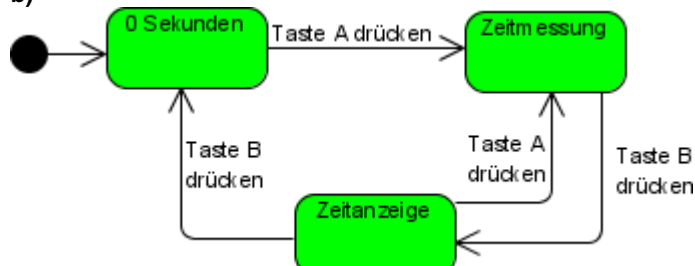 b)
0 Sekunden
Taste A drücken
Zeitmessung
Taste B
drücken
Taste A
drücken
Taste B
drücken
Zeitanzeige